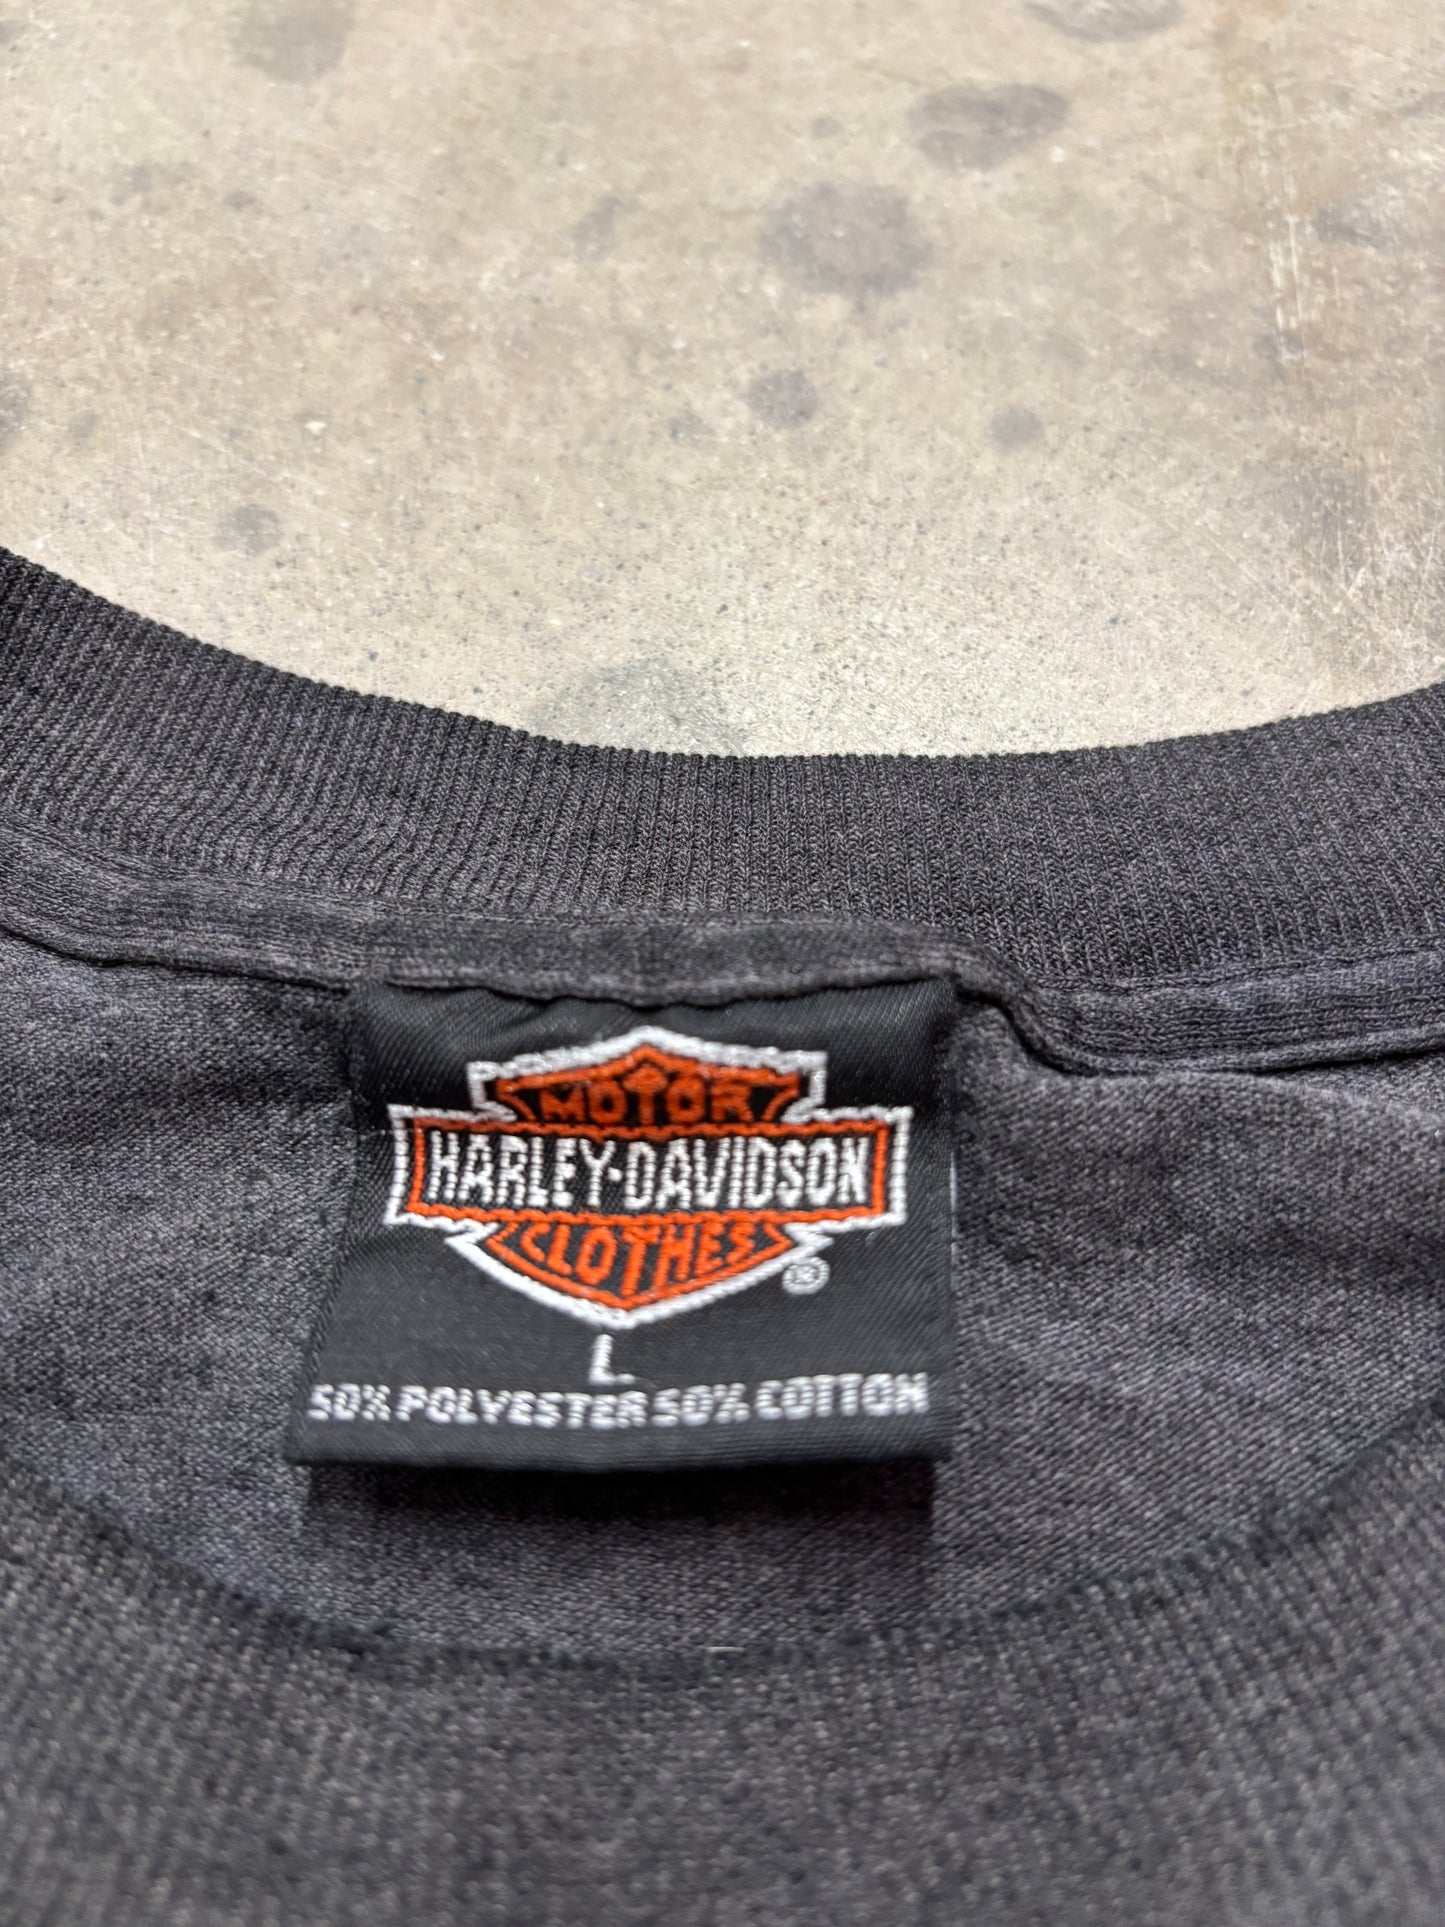 MOTOR
HARLEY-DAVIDSON
CLOTHES
®
L
50% POLYESTER 50% COTTON